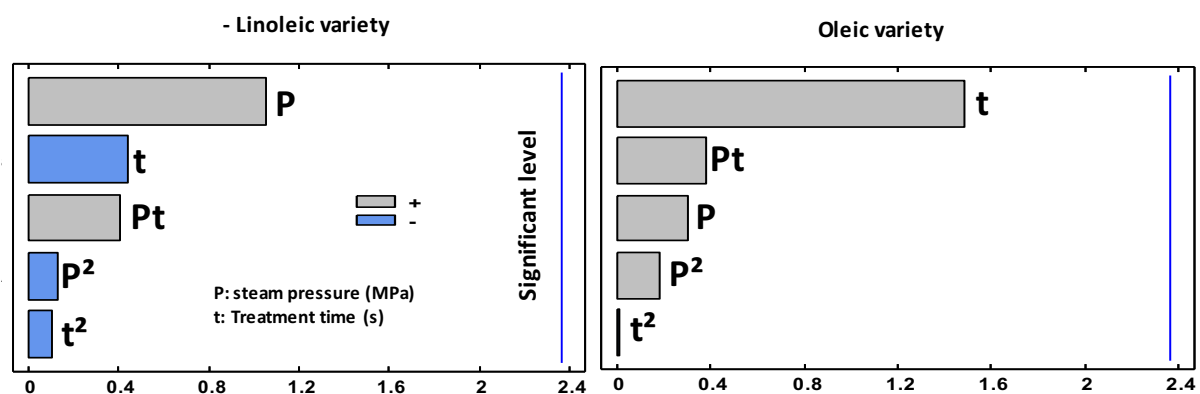 - Linoleic variety
P
t
Pt
P²
t²
+
-
P: steam pressure (MPa)
t: Treatment time (s)
Significant level
0 0.4 0.8 1.2 1.6 2 2.4
Oleic variety
t
Pt
P
P²
t²
0 0.4 0.8 1.2 1.6 2 2.4